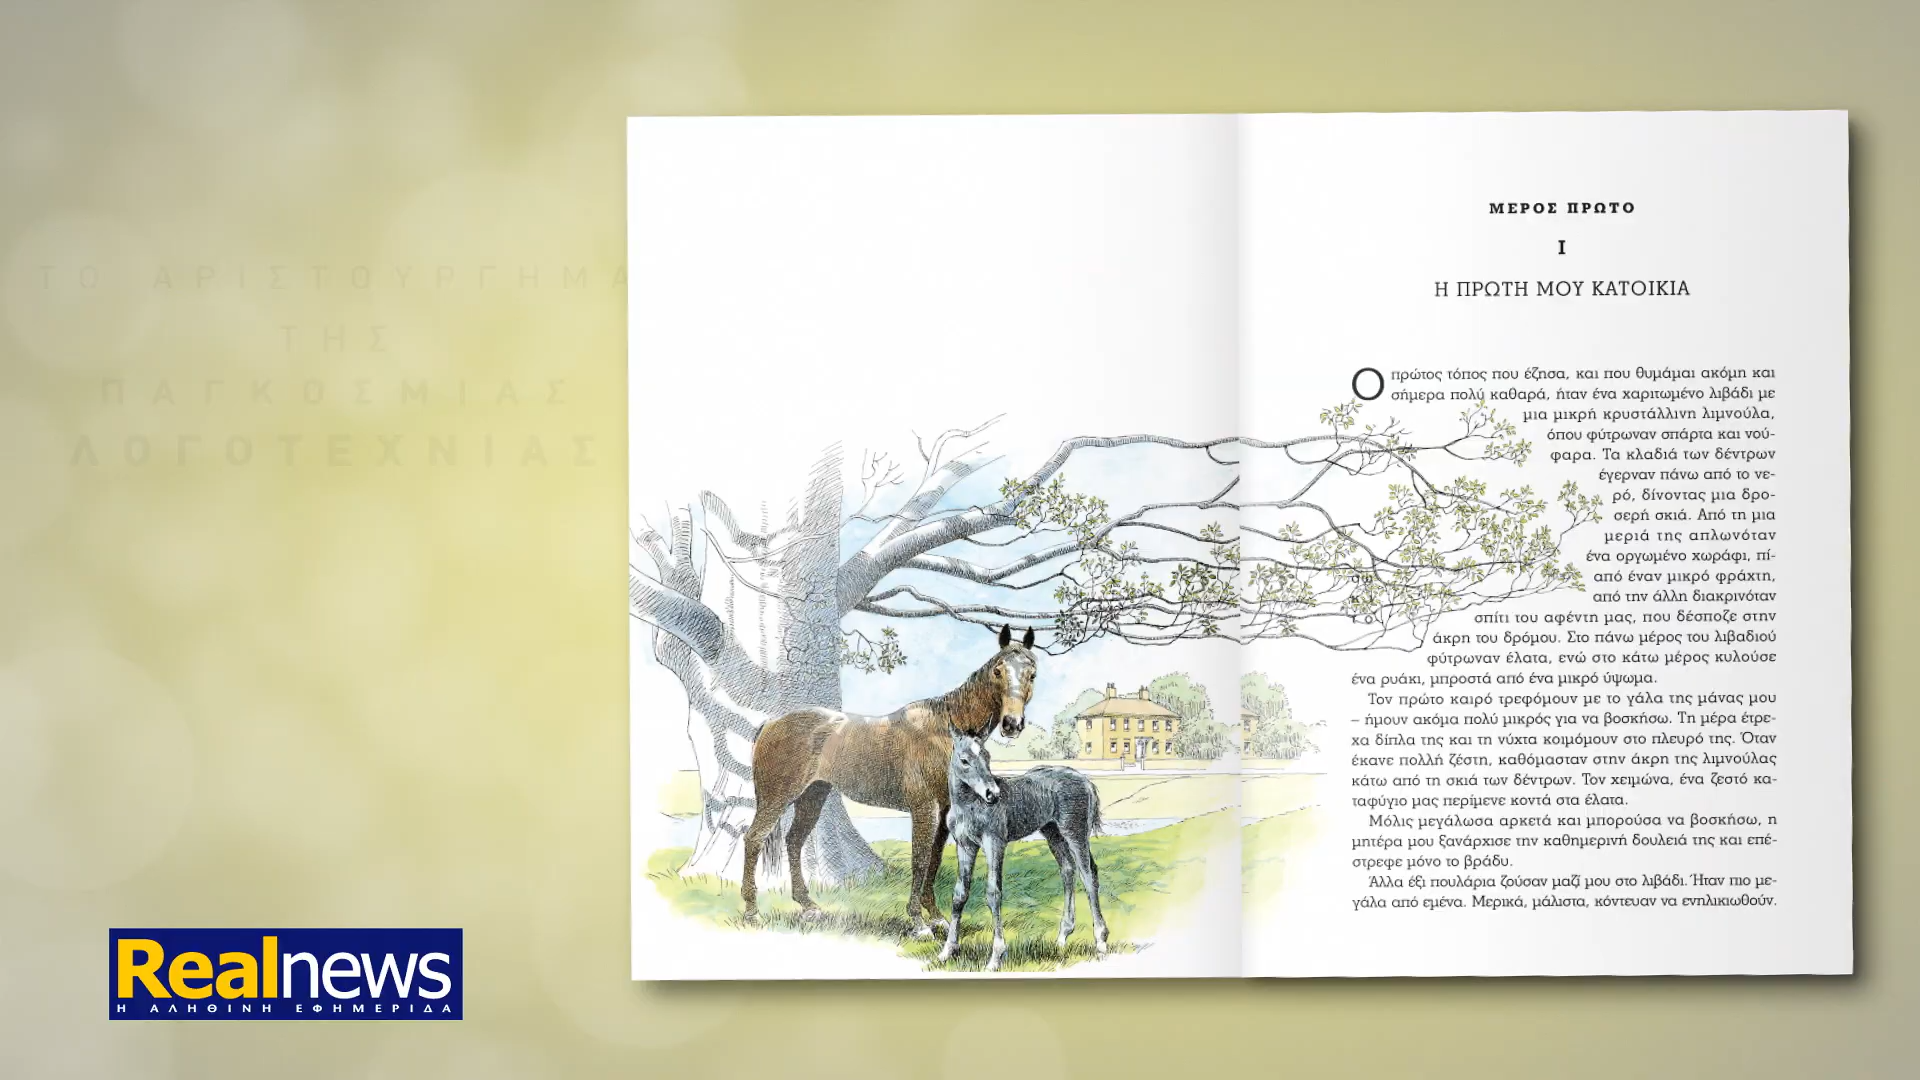 ΤΟ ΑΡΙΣΤΟΥΡΓΗΜΑ
ΤΗΣ
ΠΑΓΚΟΣΜΙΑΣ
ΛΟΓΟΤΕΧΝΙΑΣ
ΜΕΡΟΣ ΠΡΩΤΟ
I
Η ΠΡΩΤΗ ΜΟΥ ΚΑΤΟΙΚΙΑ
Ο πρώτος τόπος που έζησα, και που θυμάμαι ακόμη και
σήμερα πολύ καθαρά, ήταν ένα χαριτωμένο λιβάδι με
μια μικρή κρυστάλλινη λιμνούλα,
όπου φύτρωναν σπάρτα και νού-
φαρα. Τα κλαδιά των δέντρων
έγερναν πάνω από το νε-
ρό, δίνοντας μια δρο-
σερή σκιά. Από τη μια
μεριά της απλωνόταν
ένα οργωμένο χωράφι, πί-
από έναν μικρό φράχτη,
από την άλλη διακρινόταν
σπίτι του αφέντη μας, που δέσποζε στην
άκρη του δρόμου. Στο πάνω μέρος του λιβαδιού
φύτρωναν έλατα, ενώ στο κάτω μέρος κυλούσε
ένα ρυάκι, μπροστά από ένα μικρό ύψωμα.
Τον πρώτο καιρό τρεφόμουν με το γάλα της μάνας μου
– ήμουν ακόμα πολύ μικρός για να βοσκήσω. Τη μέρα έτρε-
χα δίπλα της και τη νύχτα κοιμόμουν στο πλευρό της. Όταν
έκανε πολλή ζέστη, καθόμασταν στην άκρη της λιμνούλας
κάτω από τη σκιά των δέντρων. Τον χειμώνα, ένα ζεστό κα-
ταφύγιο μας περίμενε κοντά στα έλατα.
Μόλις μεγάλωσα αρκετά και μπορούσα να βοσκήσω, η
μητέρα μου ξανάρχισε την καθημερινή δουλειά της και επέ-
στρεφε μόνο το βράδυ.
Άλλα έξι πουλάρια ζούσαν μαζί μου στο λιβάδι. Ήταν πιο με-
γάλα από εμένα. Μερικά, μάλιστα, κόντευαν να ενηλικιωθούν.
Realnews
Η ΑΛΗΘΙΝΗ ΕΦΗΜΕΡΙΔΑ